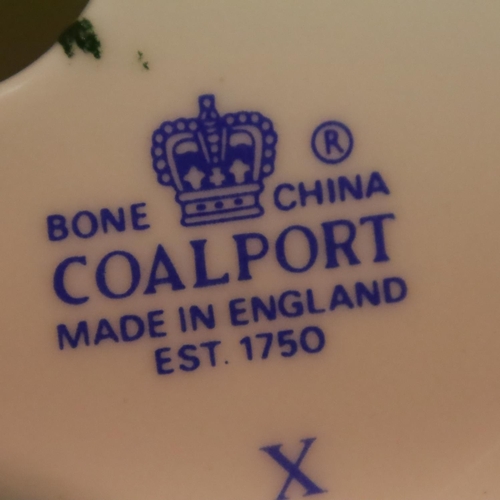 ®
BONE CHINA
COALPORT
MADE IN ENGLAND
EST. 1750
X